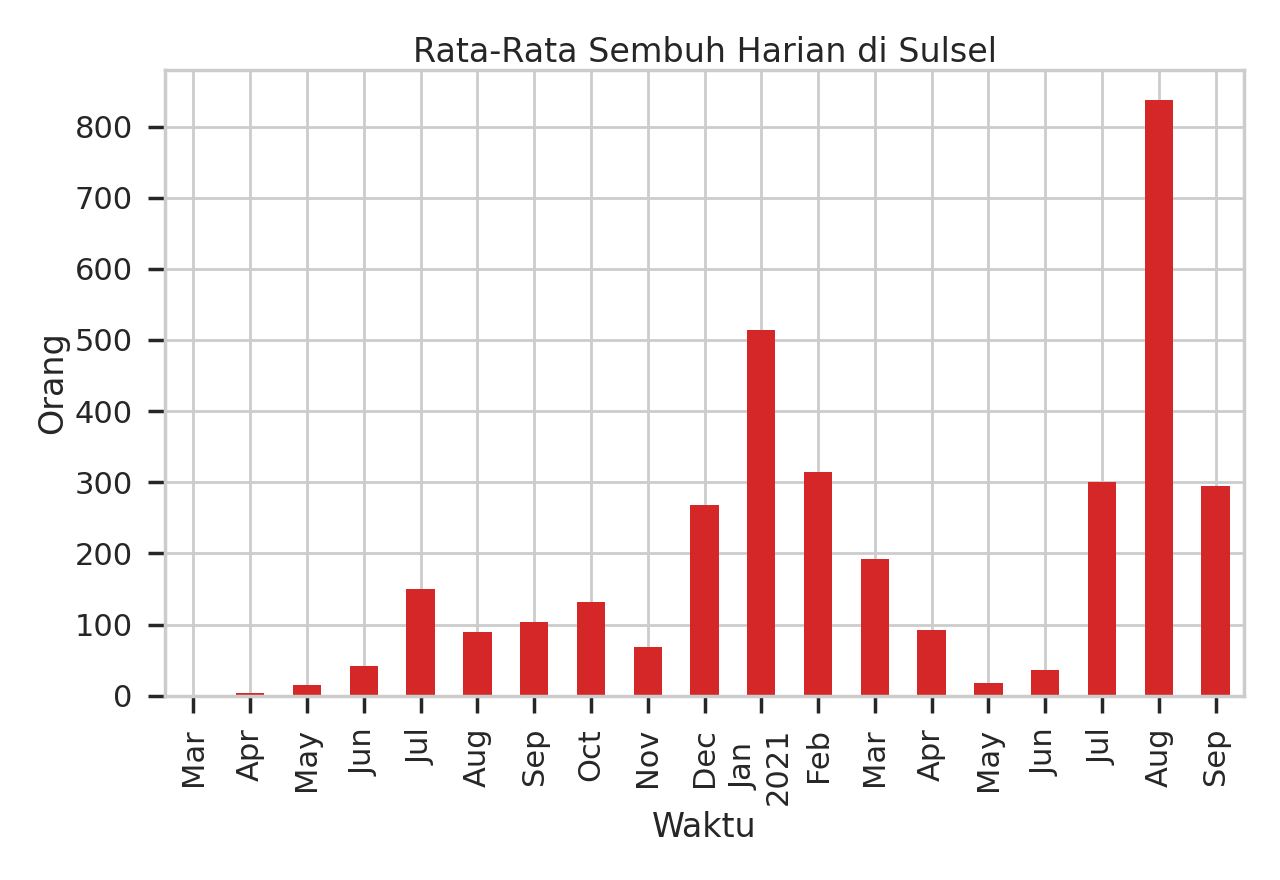 Rata-Rata Sembuh Harian di Sulsel
Orang
800
700
600
500
400
300
200
100
0
Mar
Apr
May
Jun
Jul
Aug
Sep
Oct
Nov
Dec
Jan
2021
Feb
Mar
Apr
May
Jun
Jul
Aug
Sep
Waktu